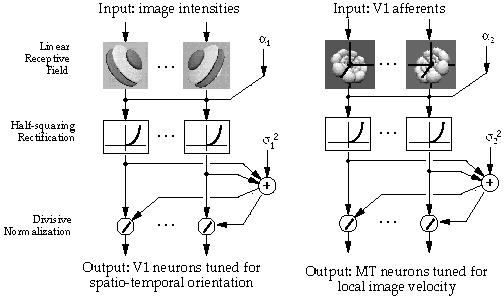 Input: image intensities
Input: V1 afferents
Linear
Receptive
Field
...
α1
...
α2
Half-squaring
Rectification
...
σ1²
...
σ2²
+
+
Divisive
Normalization
...
...
Output: V1 neurons tuned for
spatio-temporal orientation
Output: MT neurons tuned for
local image velocity